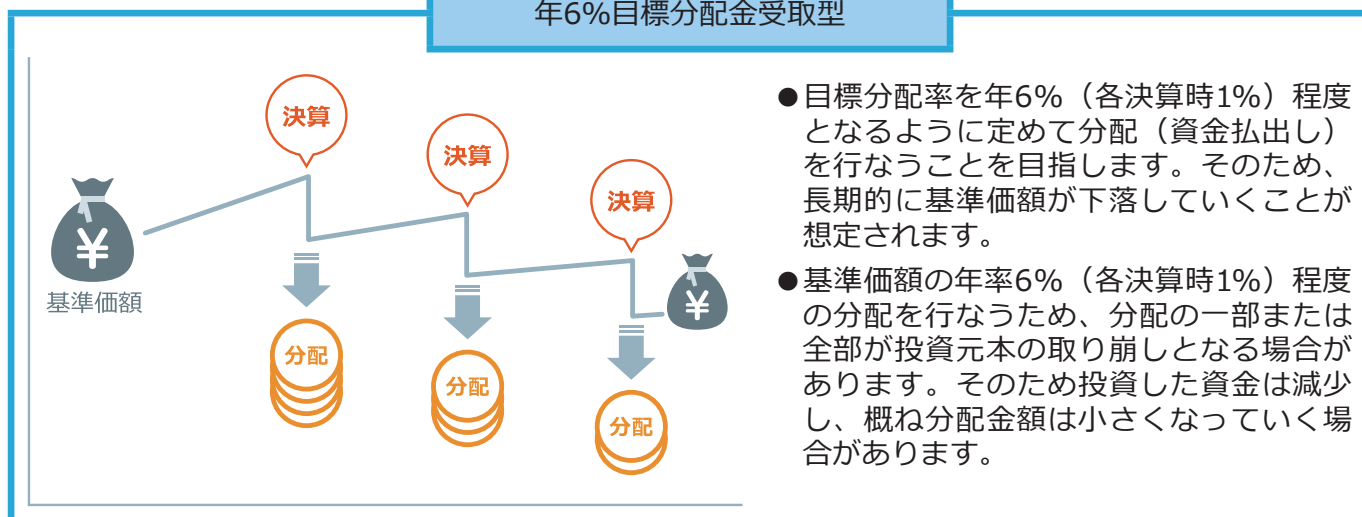 年6%目標分配金受取型
決算
決算
決算
¥
基準価額
¥
分配
分配
分配
●目標分配率を年6%（各決算時1%）程度
となるように定めて分配（資金払出し）
を行なうことを目指します。そのため、
長期的に基準価額が下落していくことが
想定されます。
●基準価額の年率6%（各決算時1%）程度
の分配を行なうため、分配の一部または
全部が投資元本の取り崩しとなる場合が
あります。そのため投資した資金は減少
し、概ね分配金額は小さくなっていく場
合があります。